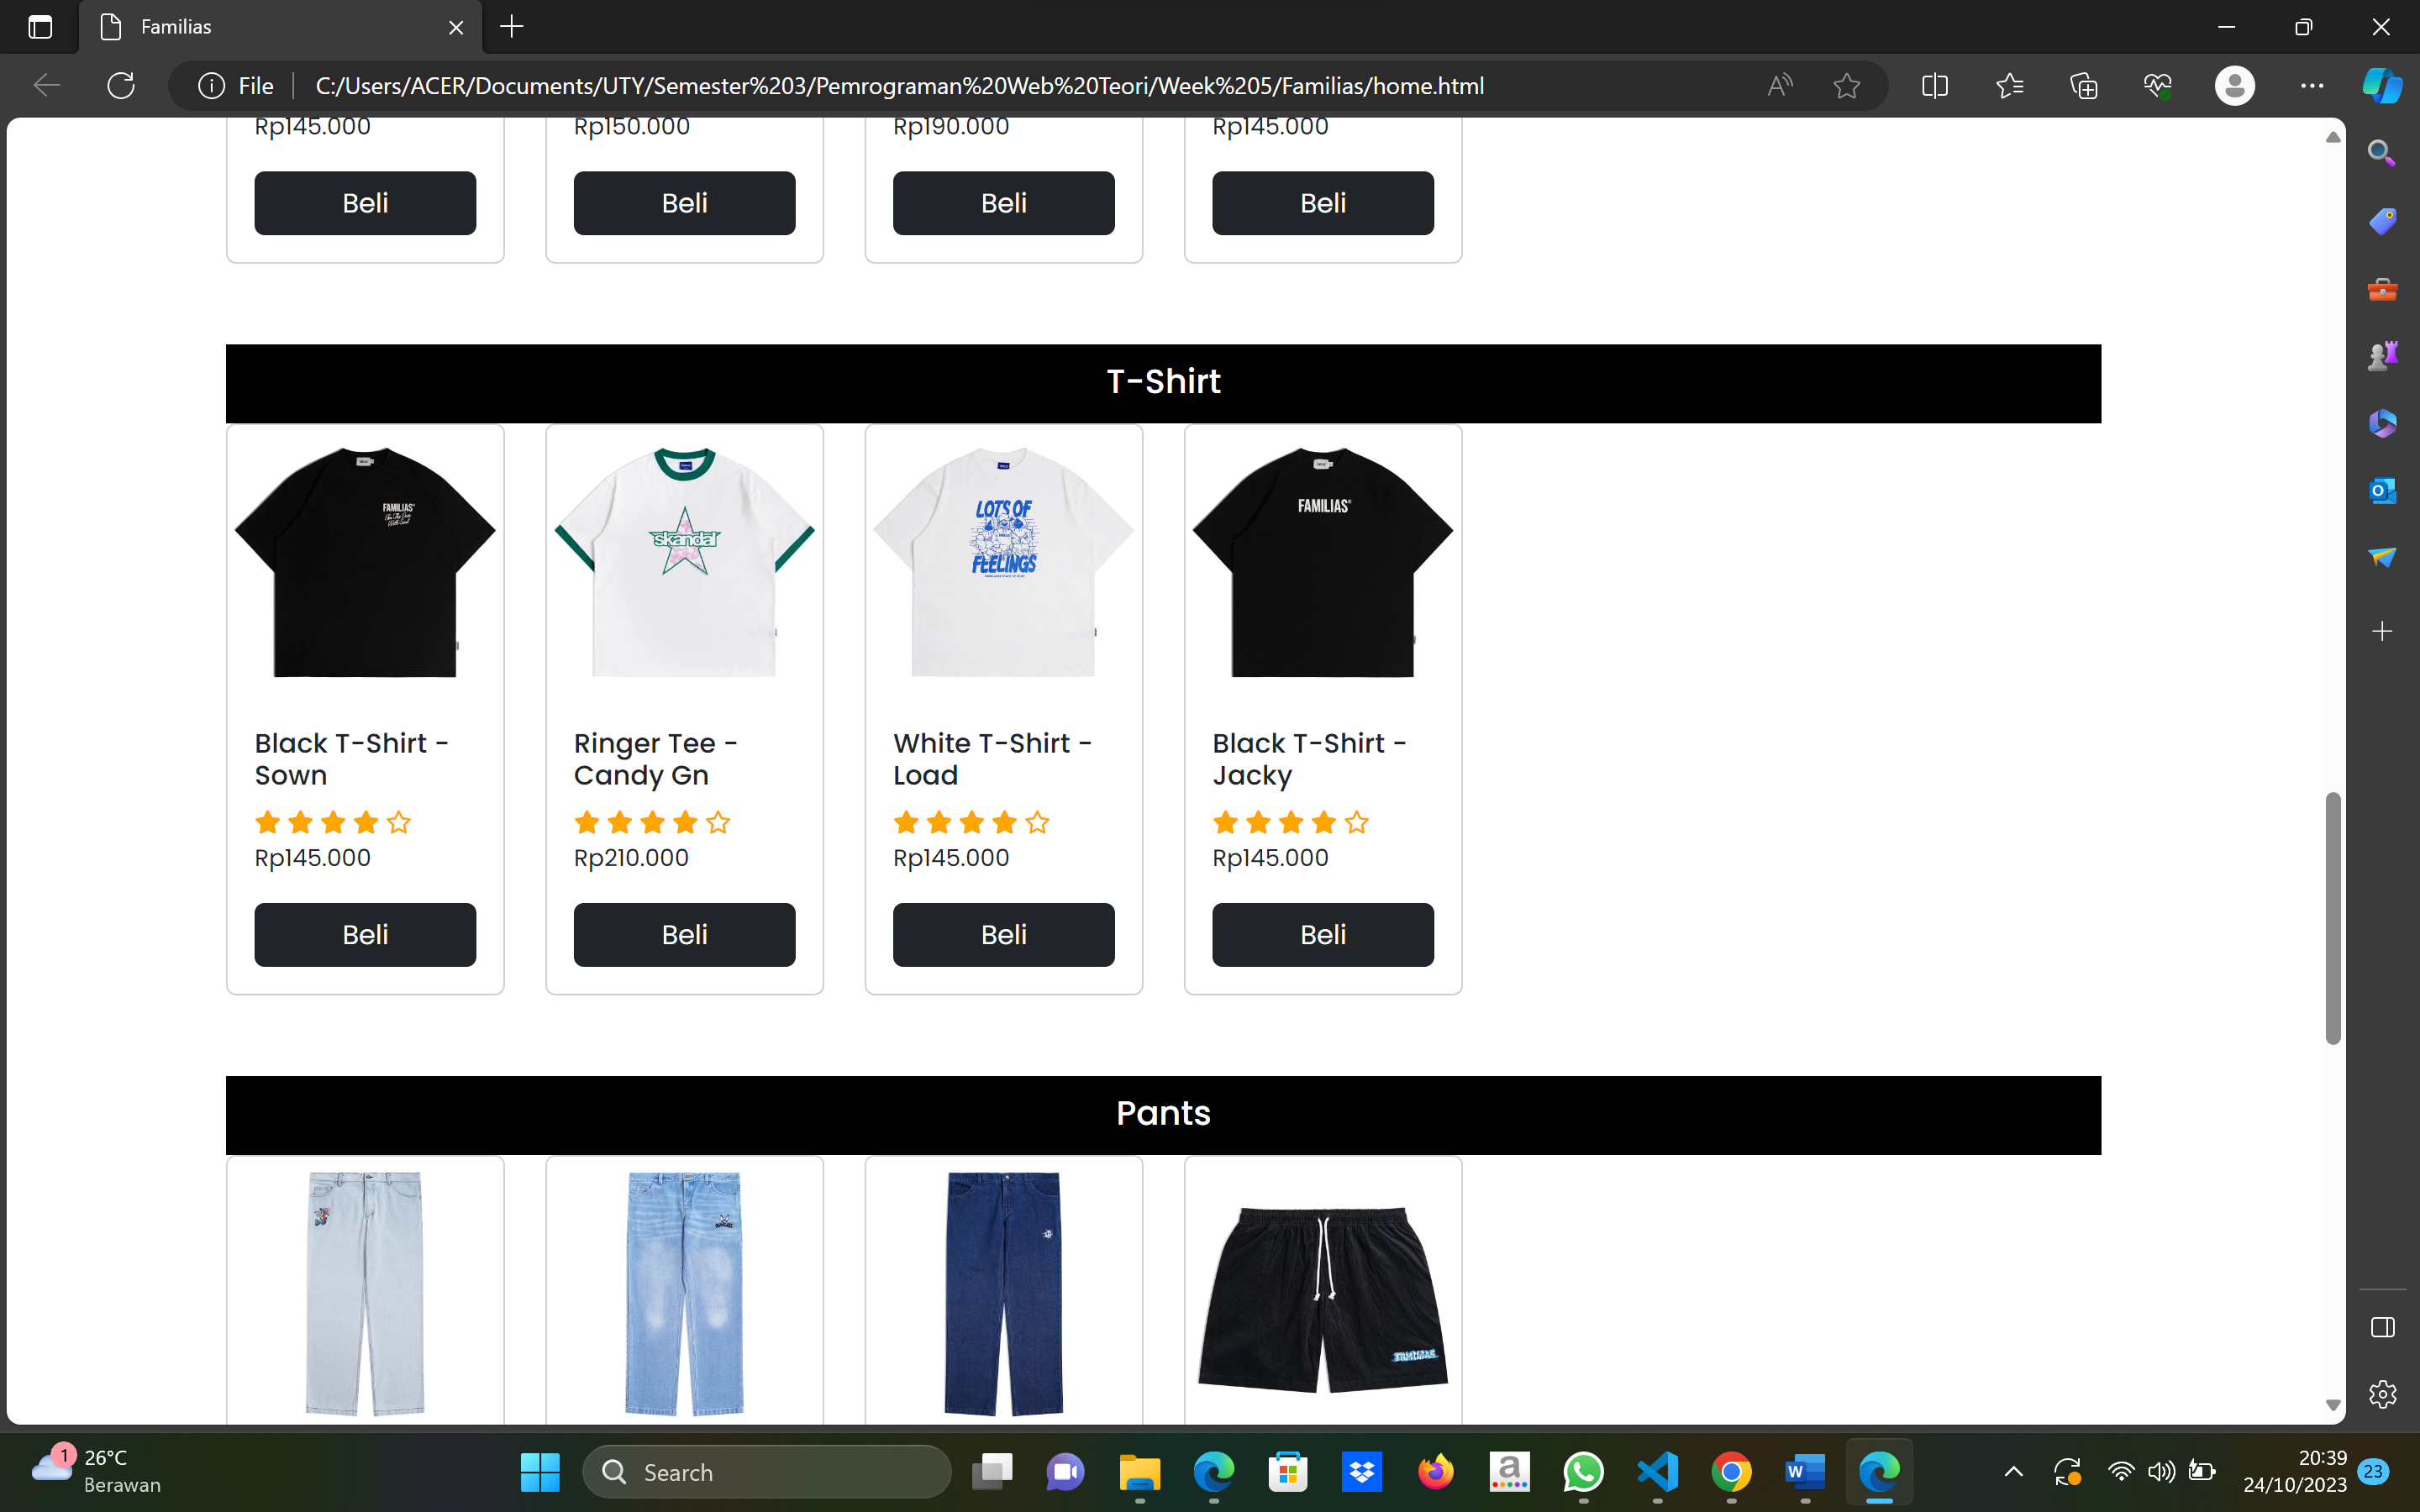 Familias
File
C:/Users/ACER/Documents/UTY/Semester%203/Pemrograman%20Web%20Teori/Week%205/Familias/home.html
Rp145.000 Rp150.000 Rp190.000 Rp145.000
Beli Beli Beli Beli
T-Shirt
FAMILIAS
skandal
LOTS OF
FEELINGS
FAMILIAS
Black T-Shirt - Ringer Tee - White T-Shirt - Black T-Shirt -
Sown Candy Gn Load Jacky
Rp145.000 Rp210.000 Rp145.000 Rp145.000
Beli Beli Beli Beli
Pants
FAMILIAS
1
26°C
Berawan
Search
20:39
24/10/2023
23